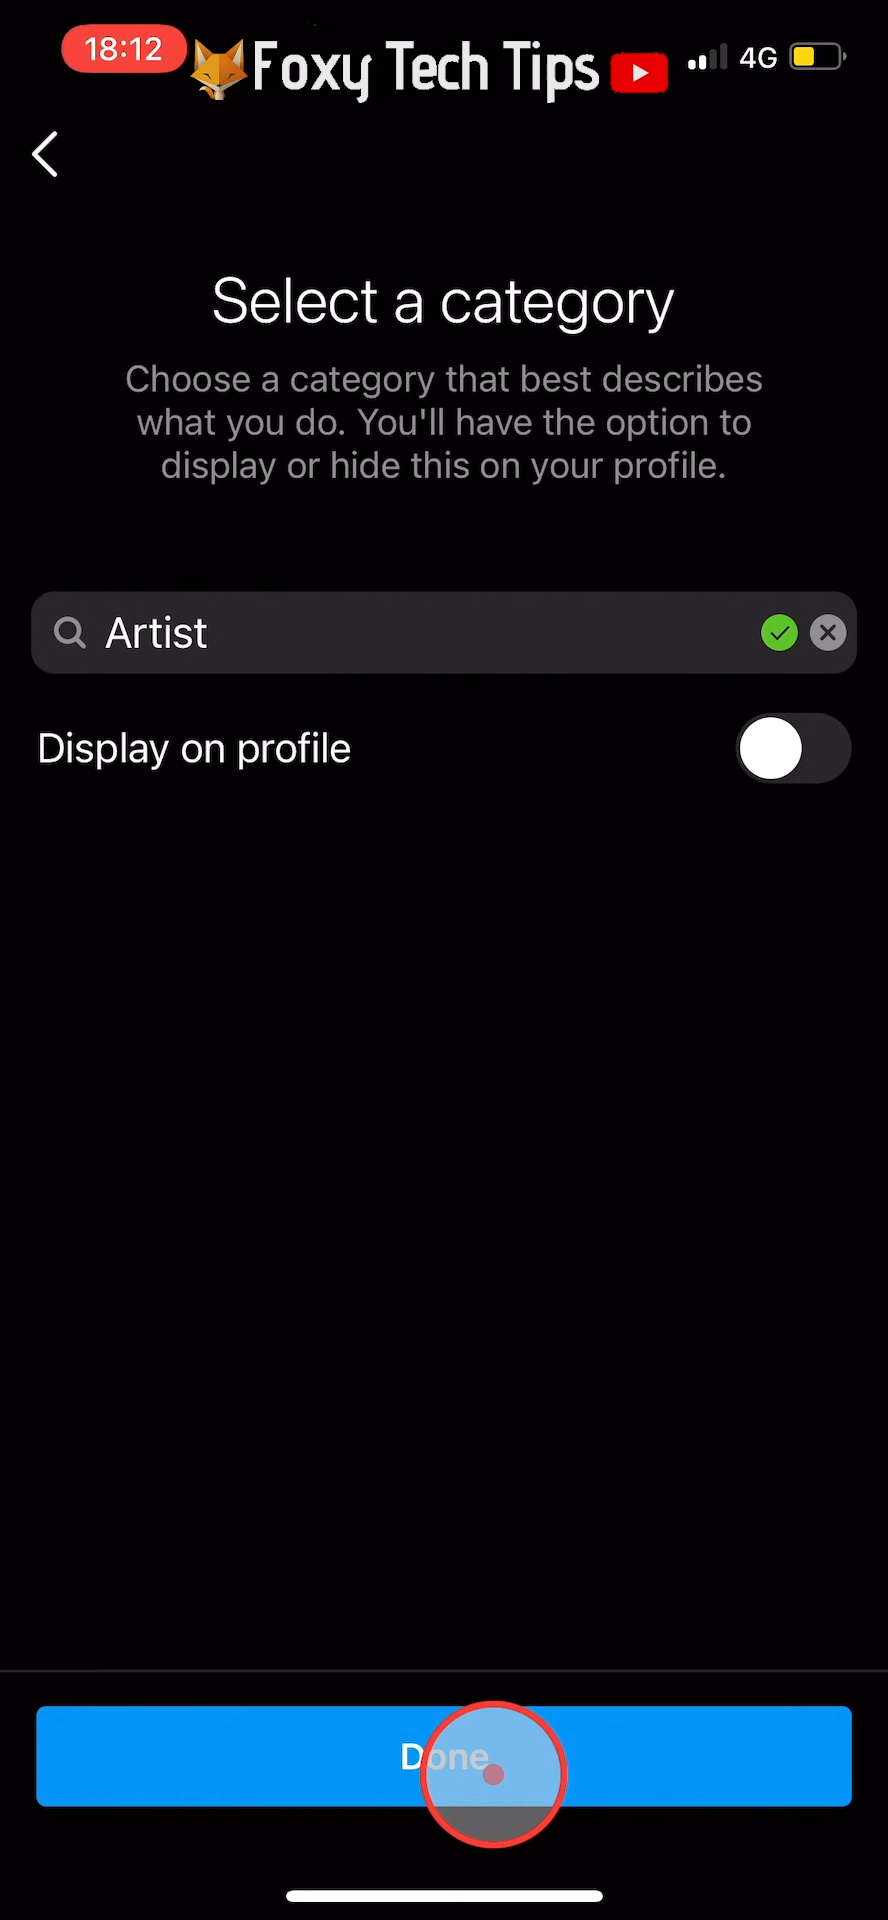 18:12
Foxy Tech Tips
4G
Select a category
Choose a category that best describes
what you do. You'll have the option to
display or hide this on your profile.
Artist
Display on profile
Done